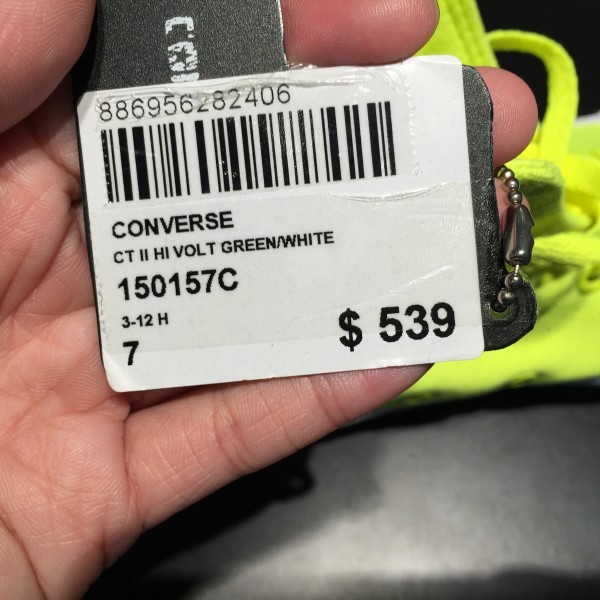 886956282406
CONVERSE
CT II HI VOLT GREEN/WHITE
150157C
3-12 H
7
$ 539